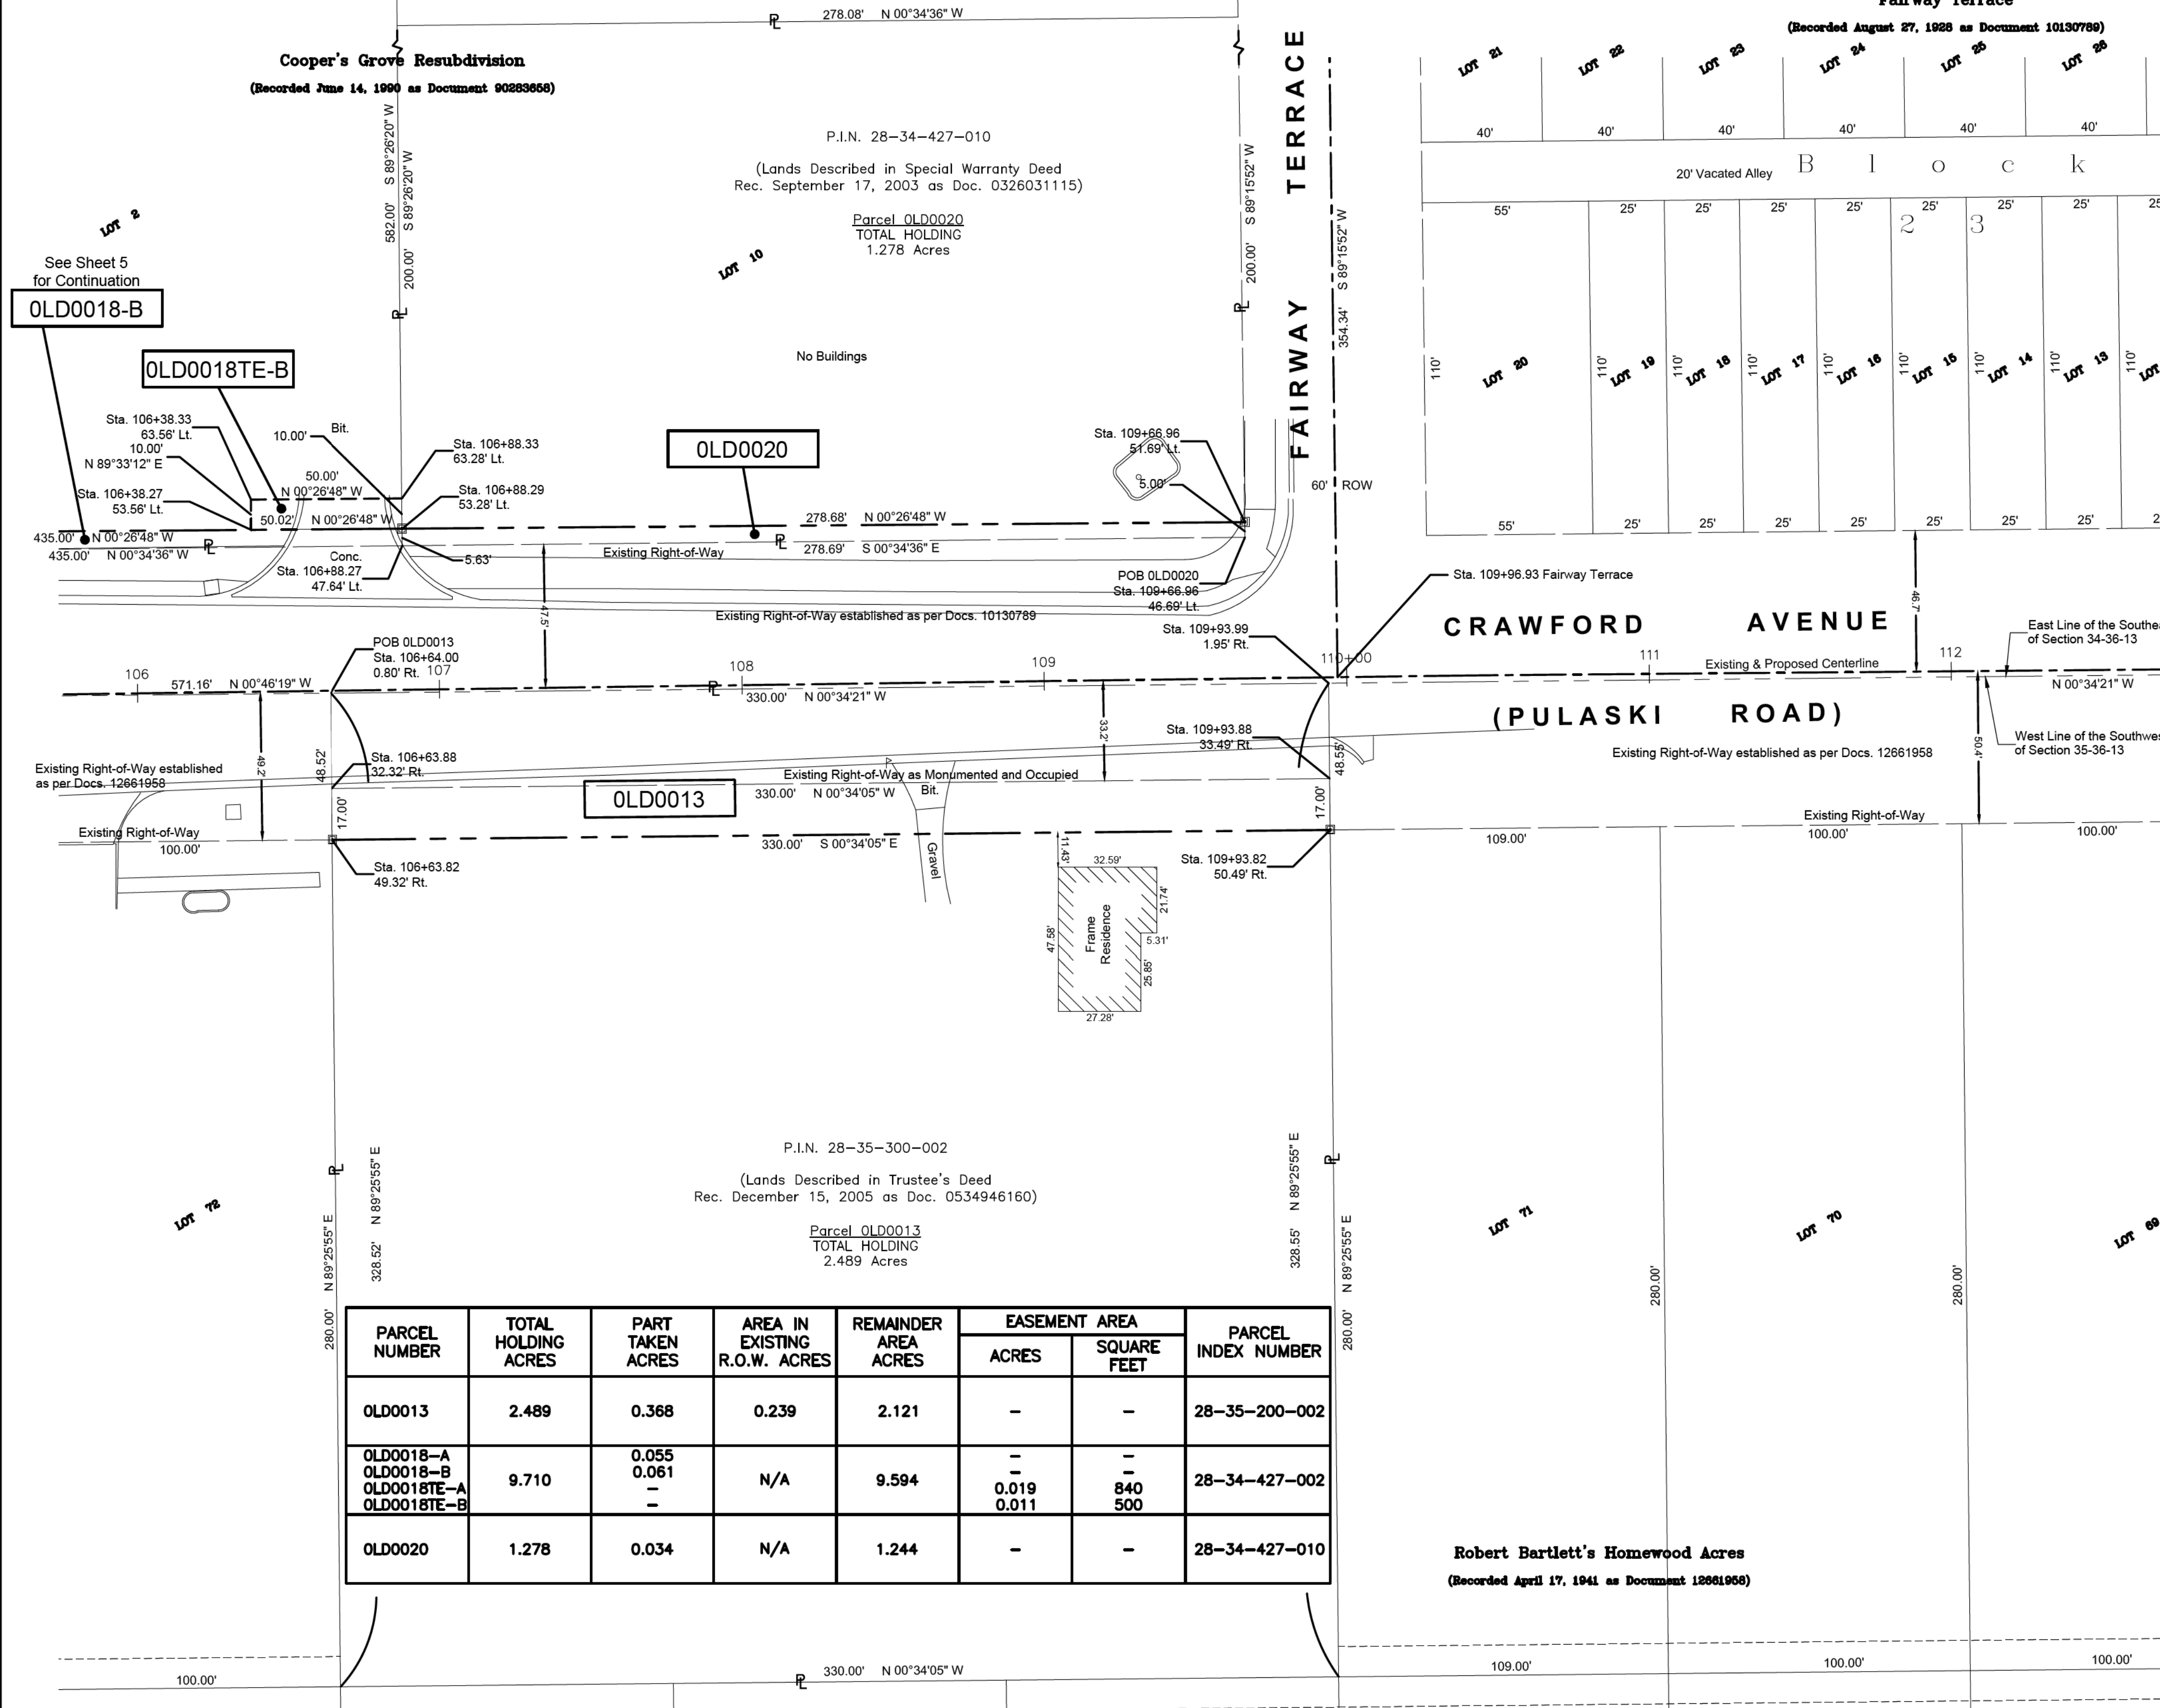 278.08' N 00°34'36" W
Cooper's Grove Resubdivision
(Recorded June 14, 1990 as Document 90283658)
582.00' S 89°26'20" W
200.00' S 89°26'20" W
P.I.N. 28-34-427-010
(Lands Described in Special Warranty Deed
Rec. September 17, 2003 as Doc. 0326031115)
Parcel 0LD0020
TOTAL HOLDING
1.278 Acres
LOT 10
No Buildings
200.00' S 89°15'52" W
FAIRWAY TERRACE
354.34' S 89°15'52" W
60' ROW
Fairway Terrace
(Recorded August 27, 1928 as Document 10130789)
LOT 21
LOT 22
LOT 23
LOT 24
LOT 25
LOT 26
40'
40'
40'
40'
40'
40'
20' Vacated Alley
Block
23
55'
25'
25'
25'
25'
25'
25'
110'
LOT 20
110'
LOT 19
110'
LOT 18
110'
LOT 17
110'
LOT 16
110'
LOT 15
110'
LOT 14
110'
LOT 13
110'
55'
25'
25'
25'
25'
25'
25'
LOT 2
See Sheet 5
for Continuation
0LD0018-B
0LD0018TE-B
Sta. 106+38.33
63.56' Lt.
10.00'
N 89°33'12" E
Sta. 106+38.27
53.56' Lt.
10.00'
Bit.
50.00'
N 00°26'48" W
50.02'
N 00°26'48" W
Sta. 106+88.33
63.28' Lt.
Sta. 106+88.29
53.28' Lt.
0LD0020
Sta. 109+66.96
51.69' Lt.
5.00'
435.00' N 00°26'48" W
435.00' N 00°34'36" W
278.68' N 00°26'48" W
278.69' S 00°34'36" E
Existing Right-of-Way
Conc.
Sta. 106+88.27
47.64' Lt.
5.63'
POB 0LD0020
Sta. 109+66.96
46.69' Lt.
47.5'
Existing Right-of-Way established as per Docs. 10130789
Sta. 109+96.93 Fairway Terrace
46.7'
CRAWFORD AVENUE
East Line of the Southe
of Section 34-36-13
POB 0LD0013
Sta. 106+64.00
0.80' Rt.
Sta. 109+93.99
1.95' Rt.
106
107
108
109
110+00
111
112
571.16' N 00°46'19" W
330.00' N 00°34'21" W
Existing & Proposed Centerline
N 00°34'21" W
(PULASKI ROAD)
West Line of the Southwes
of Section 35-36-13
Existing Right-of-Way established as per Docs. 12661958
50.4'
Existing Right-of-Way established
as per Docs. 12661958
49.2'
48.52'
17.00'
Sta. 106+63.88
32.32' Rt.
33.2'
Sta. 109+93.88
33.49' Rt.
48.55'
17.00'
Existing Right-of-Way as Monumented and Occupied
330.00' N 00°34'05" W
Bit.
0LD0013
Existing Right-of-Way
100.00'
330.00' S 00°34'05" E
Existing Right-of-Way
109.00'
100.00'
100.00'
Sta. 106+63.82
49.32' Rt.
Sta. 109+93.82
50.49' Rt.
Gravel
11.43'
32.59'
21.74'
5.31'
25.85'
27.28'
47.58'
Frame
Residence
P.I.N. 28-35-300-002
(Lands Described in Trustee's Deed
Rec. December 15, 2005 as Doc. 0534946160)
Parcel 0LD0013
TOTAL HOLDING
2.489 Acres
LOT 72
280.00' N 89°25'55" E
328.52' N 89°25'55" E
328.55' N 89°25'55" E
280.00' N 89°25'55" E
LOT 71
LOT 70
LOT 69
280.00'
280.00'
PARCEL NUMBER TOTAL HOLDING ACRES PART TAKEN ACRES AREA IN EXISTING R.O.W. ACRES REMAINDER AREA ACRES EASEMENT AREA ACRES SQUARE FEET PARCEL INDEX NUMBER
0LD0013 2.489 0.368 0.239 2.121 – – 28-35-200-002
0LD0018-A 0.055 – –
0LD0018-B 0.061 – –
9.710 N/A 9.594 28-34-427-002
0LD0018TE-A – 0.019 840
0LD0018TE-B – 0.011 500
0LD0020 1.278 0.034 N/A 1.244 – – 28-34-427-010
Robert Bartlett's Homewood Acres
(Recorded April 17, 1941 as Document 12661958)
100.00'
330.00' N 00°34'05" W
109.00'
100.00'
100.00'